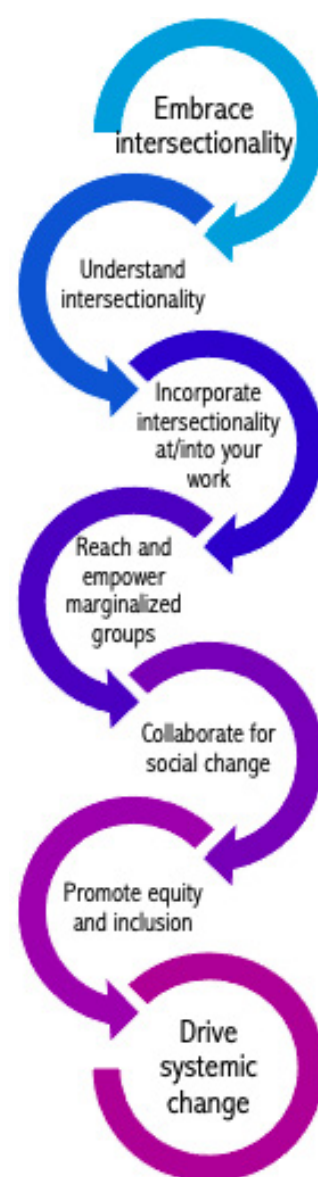 Embrace
intersectionality
Understand
intersectionality
Incorporate
intersectionality
at/into your
work
Reach and
empower
marginalized
groups
Collaborate for
social change
Promote equity
and inclusion
Drive
systemic
change